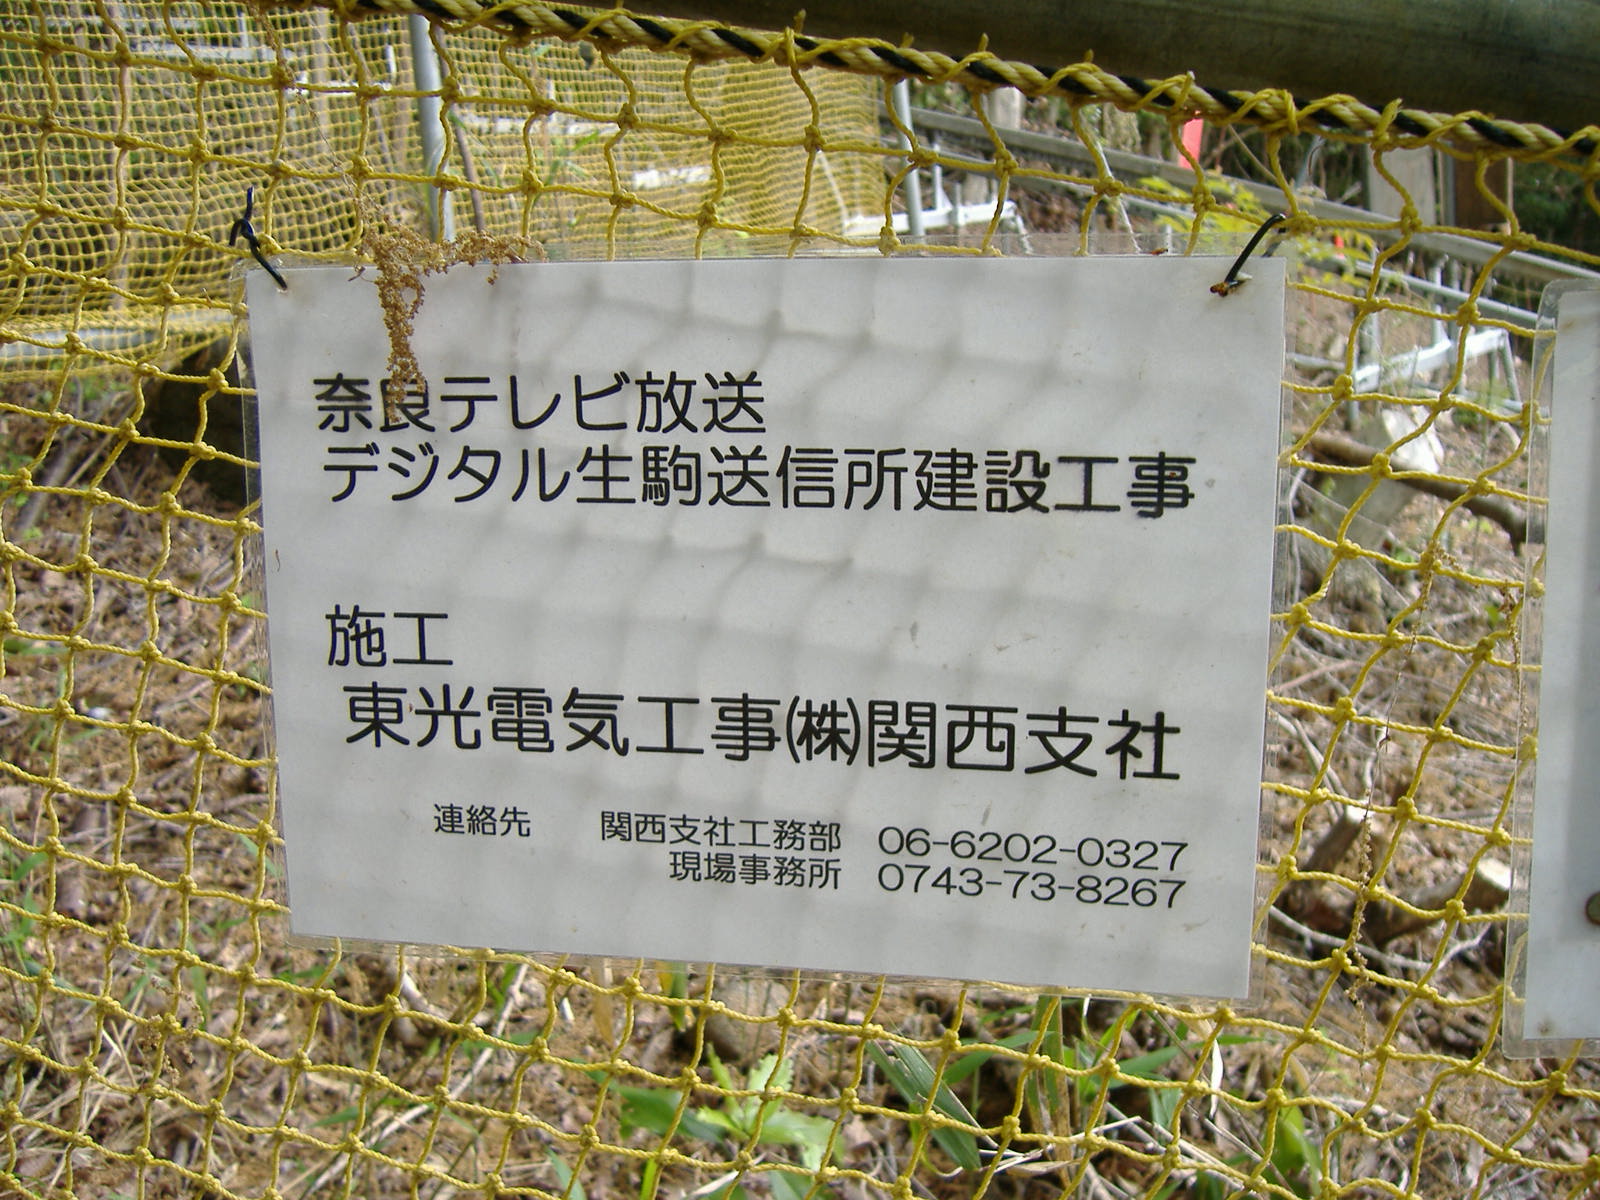 奈良テレビ放送
デジタル生駒送信所建設工事
施工
東光電気工事㈱関西支社
連絡先 関西支社工務部 06-6202-0327
現場事務所 0743-73-8267